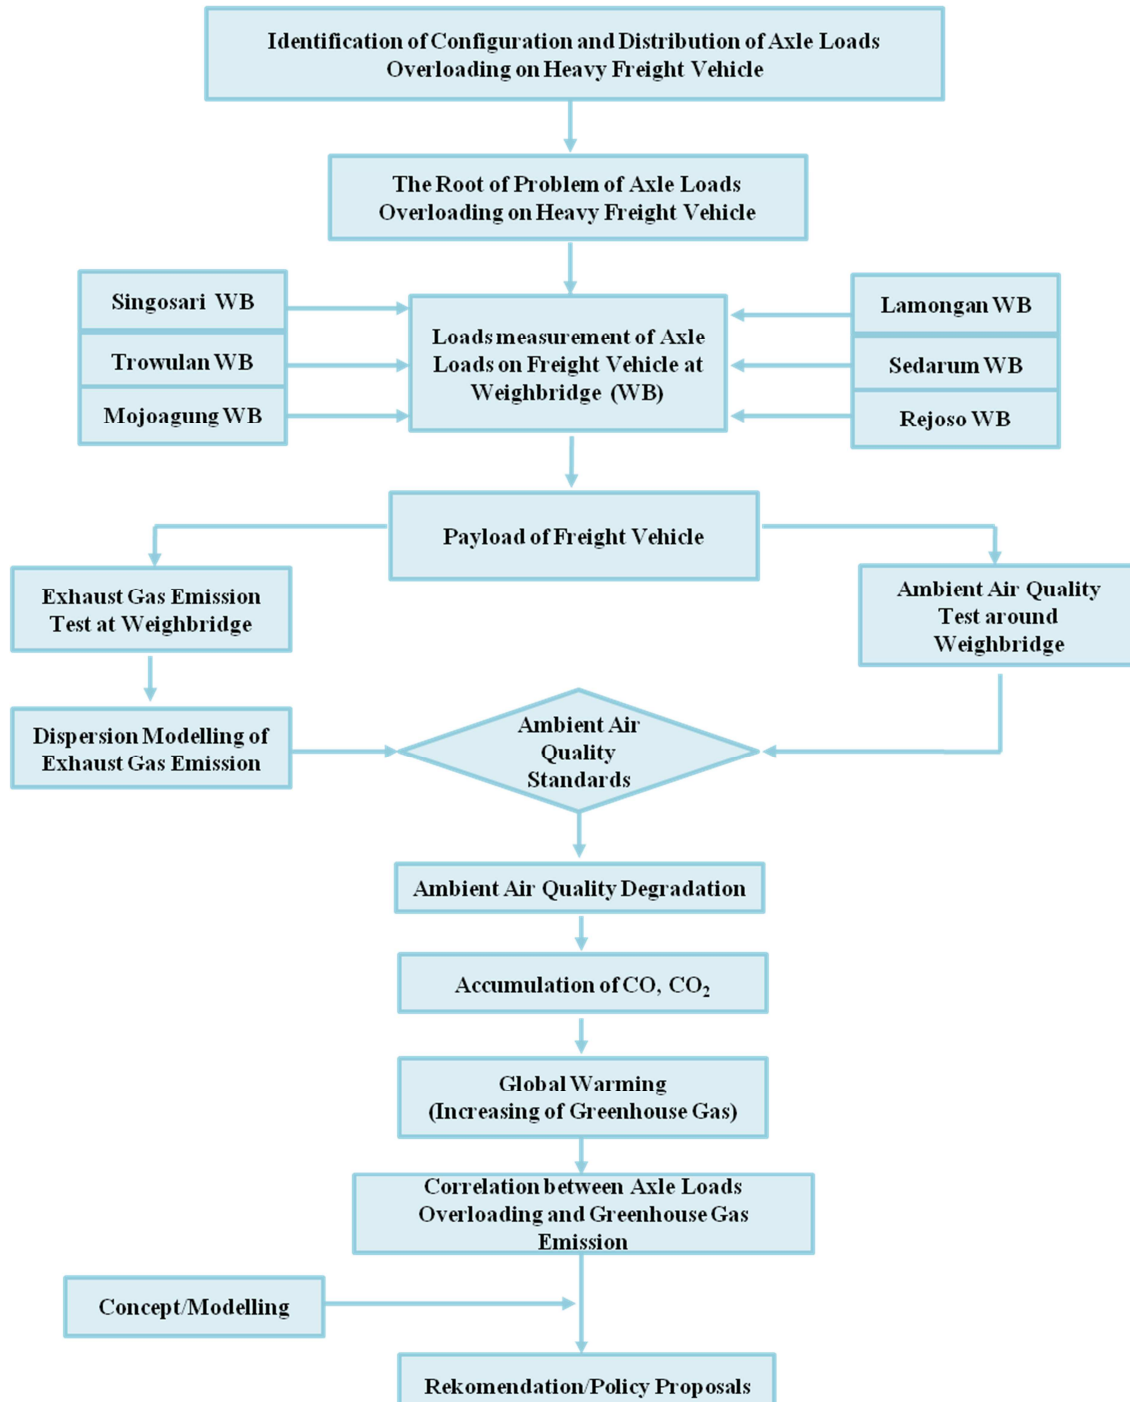 Identification of Configuration and Distribution of Axle Loads
Overloading on Heavy Freight Vehicle
The Root of Problem of Axle Loads
Overloading on Heavy Freight Vehicle
Singosari WB
Trowulan WB
Mojoagung WB
Loads measurement of Axle
Loads on Freight Vehicle at
Weighbridge (WB)
Lamongan WB
Sedarum WB
Rejoso WB
Payload of Freight Vehicle
Exhaust Gas Emission
Test at Weighbridge
Ambient Air Quality
Test around
Weighbridge
Dispersion Modelling of
Exhaust Gas Emission
Ambient Air
Quality
Standards
Ambient Air Quality Degradation
Accumulation of CO, CO₂
Global Warming
(Increasing of Greenhouse Gas)
Correlation between Axle Loads
Overloading and Greenhouse Gas
Emission
Concept/Modelling
Rekomendation/Policy Proposals